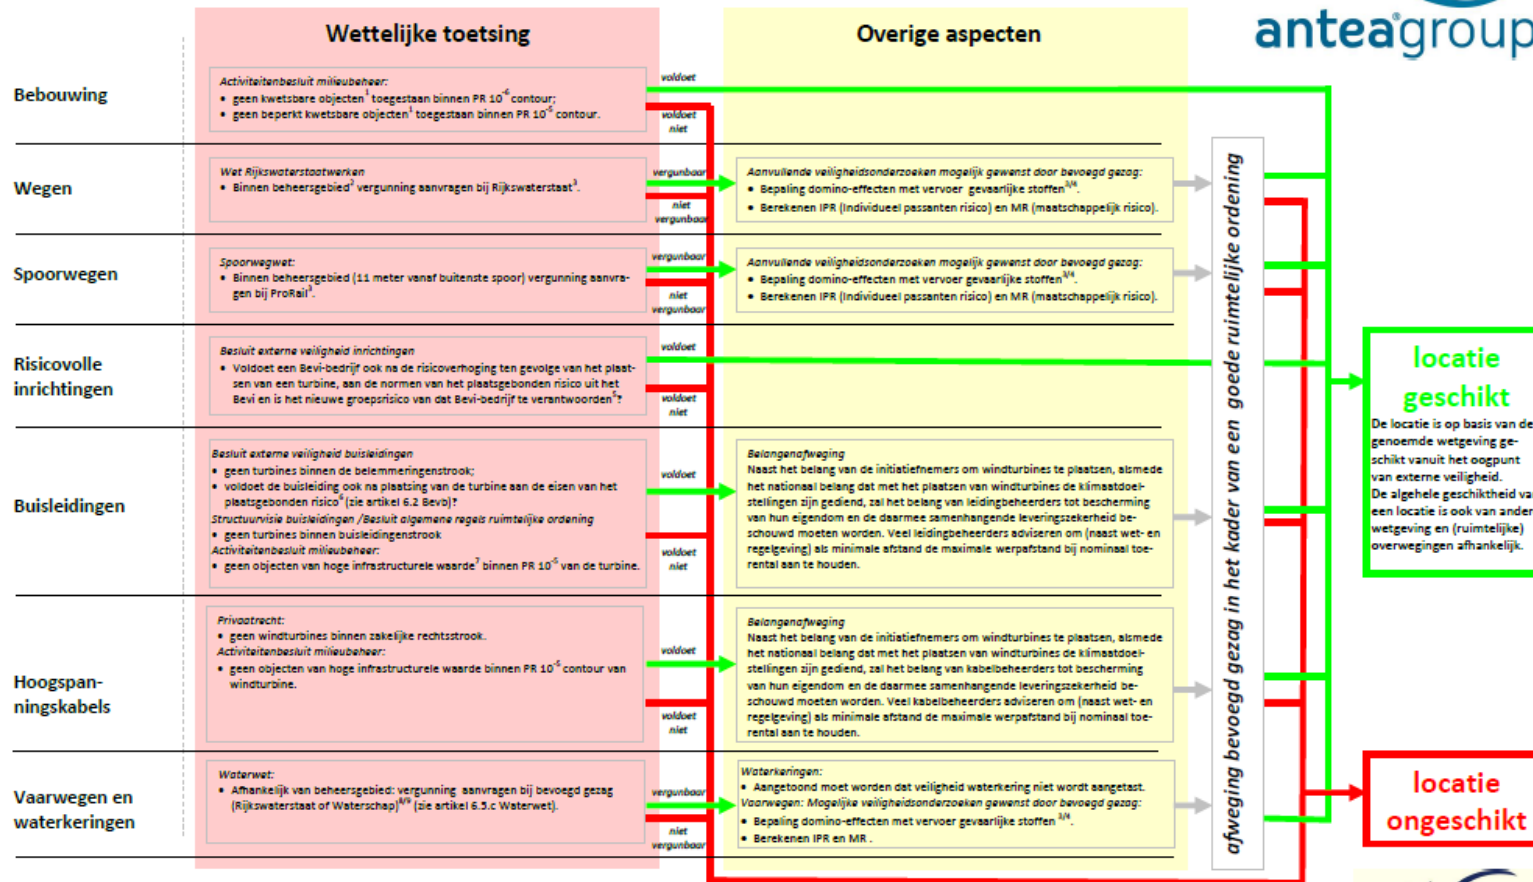 anteagroup
Wettelijke toetsing
Overige aspecten
Bebouwing
Activiteitenbesluit milieubeheer:
• geen kwetsbare objecten¹ toegestaan binnen PR 10⁻⁶ contour;
• geen beperkt kwetsbare objecten¹ toegestaan binnen PR 10⁻⁵ contour.
voldoet
voldoet
niet
Wegen
Wet Rijkswaterstaatwerken
• Binnen beheersgebied² vergunning aanvragen bij Rijkswaterstaat³.
vergunbaar
niet
vergunbaar
Aanvullende veiligheidsonderzoeken mogelijk gewenst door bevoegd gezag:
• Bepaling domino-effecten met vervoer gevaarlijke stoffen³/⁴.
• Berekenen IPR (Individueel passanten risico) en MR (maatschappelijk risico).
Spoorwegen
Spoorwegwet:
• Binnen beheersgebied (11 meter vanaf buitenste spoor) vergunning aanvra-
gen bij ProRail³.
vergunbaar
niet
vergunbaar
Aanvullende veiligheidsonderzoeken mogelijk gewenst door bevoegd gezag:
• Bepaling domino-effecten met vervoer gevaarlijke stoffen³/⁴.
• Berekenen IPR (Individueel passanten risico) en MR (maatschappelijk risico).
Risicovolle
inrichtingen
Besluit externe veiligheid inrichtingen
• Voldoet een Bevi-bedrijf ook na de risicoverhoging ten gevolge van het plaat-
sen van een turbine, aan de normen van het plaatsgebonden risico uit het
Bevi en is het nieuwe groepsrisico van dat Bevi-bedrijf te verantwoorden⁵?
voldoet
voldoet
niet
Buisleidingen
Besluit externe veiligheid buisleidingen
• geen turbines binnen de belemmeringenstrook;
• voldoet de buisleiding ook na plaatsing van de turbine aan de eisen van het
plaatsgebonden risico⁶ (zie artikel 6.2 Bevb)?
Structuurvisie buisleidingen /Besluit algemene regels ruimtelijke ordening
• geen turbines binnen buisleidingenstrook
Activiteitenbesluit milieubeheer:
• geen objecten van hoge infrastructurele waarde⁷ binnen PR 10⁻⁵ van de turbine.
voldoet
voldoet
niet
Belangenafweging
Naast het belang van de initiatiefnemers om windturbines te plaatsen, alsmede
het nationaal belang dat met het plaatsen van windturbines de klimaatdoel-
stellingen zijn gediend, zal het belang van leidingbeheerders tot bescherming
van hun eigendom en de daarmee samenhangende leveringszekerheid be-
schouwd moeten worden. Veel leidingbeheerders adviseren om (naast wet- en
regelgeving) als minimale afstand de maximale werpafstand bij nominaal toe-
rental aan te houden.
Hoogspan-
ningskabels
Privaatrecht:
• geen windturbines binnen zakelijke rechtsstrook.
Activiteitenbesluit milieubeheer:
• geen objecten van hoge infrastructurele waarde binnen PR 10⁻⁵ contour van
windturbine.
voldoet
voldoet
niet
Belangenafweging
Naast het belang van de initiatiefnemers om windturbines te plaatsen, alsmede
het nationaal belang dat met het plaatsen van windturbines de klimaatdoel-
stellingen zijn gediend, zal het belang van kabelbeheerders tot bescherming
van hun eigendom en de daarmee samenhangende leveringszekerheid be-
schouwd moeten worden. Veel kabelbeheerders adviseren om (naast wet- en
regelgeving) als minimale afstand de maximale werpafstand bij nominaal toe-
rental aan te houden.
Vaarwegen en
waterkeringen
Waterwet:
• Afhankelijk van beheersgebied: vergunning aanvragen bij bevoegd gezag
(Rijkswaterstaat of Waterschap)⁸/⁹ (zie artikel 6.5.c Waterwet).
vergunbaar
niet
vergunbaar
Waterkeringen:
• Aangetoond moet worden dat veiligheid waterkering niet wordt aangetast.
Vaarwegen: Mogelijke veiligheidsonderzoeken gewenst door bevoegd gezag:
• Bepaling domino-effecten met vervoer gevaarlijke stoffen ³/⁴.
• Berekenen IPR en MR .
afweging bevoegd gezag in het kader van een goede ruimtelijke ordening
locatie
geschikt
De locatie is op basis van de
genoemde wetgeving ge-
schikt vanuit het oogpunt
van externe veiligheid.
De algehele geschiktheid van
een locatie is ook van ander
wetgeving en (ruimtelijke)
overwegingen afhankelijk.
locatie
ongeschikt